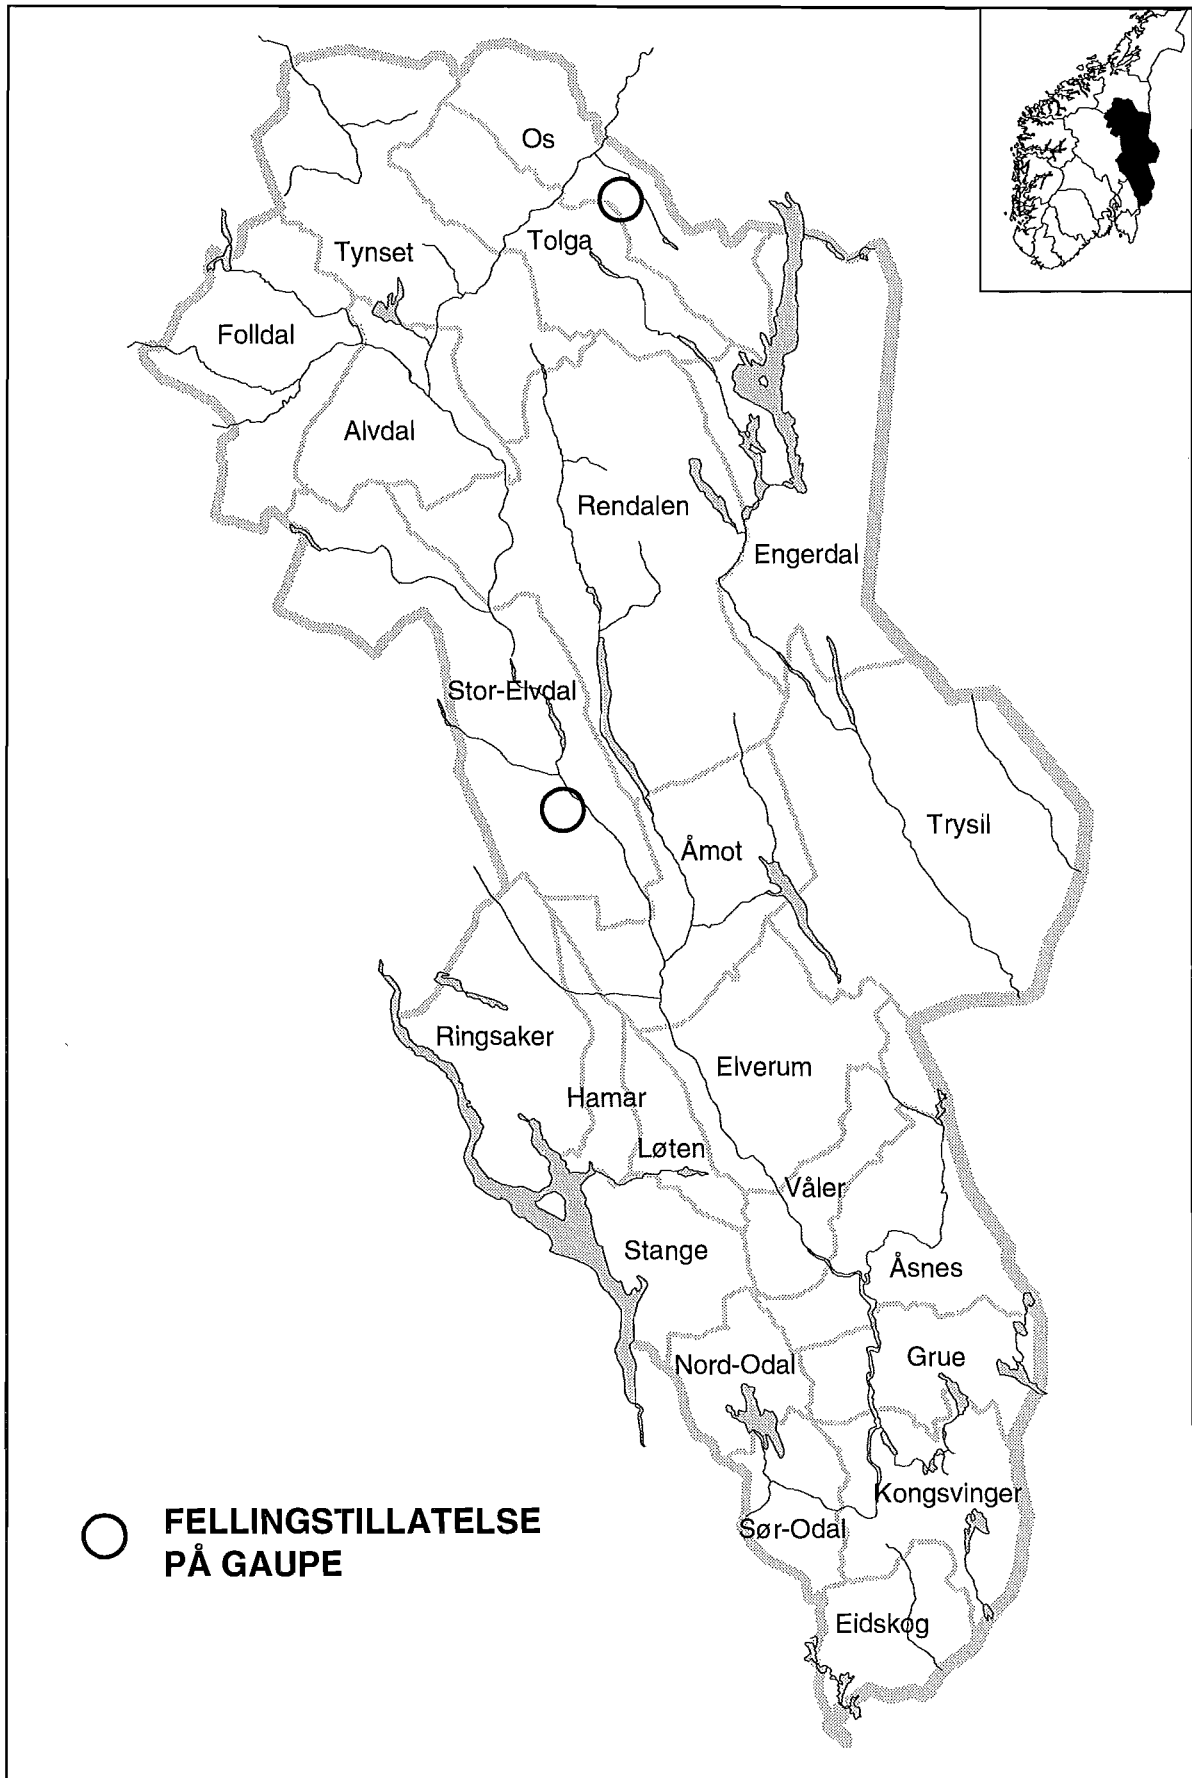 Os
Tolga
Tynset
Folldal
Alvdal
Rendalen
Engerdal
Stor-Elvdal
Trysil
Åmot
Ringsaker
Elverum
Hamar
Løten
Våler
Stange
Åsnes
Nord-Odal
Grue
Kongsvinger
Sør-Odal
Eidskog
FELLINGSTILLATELSE
PÅ GAUPE